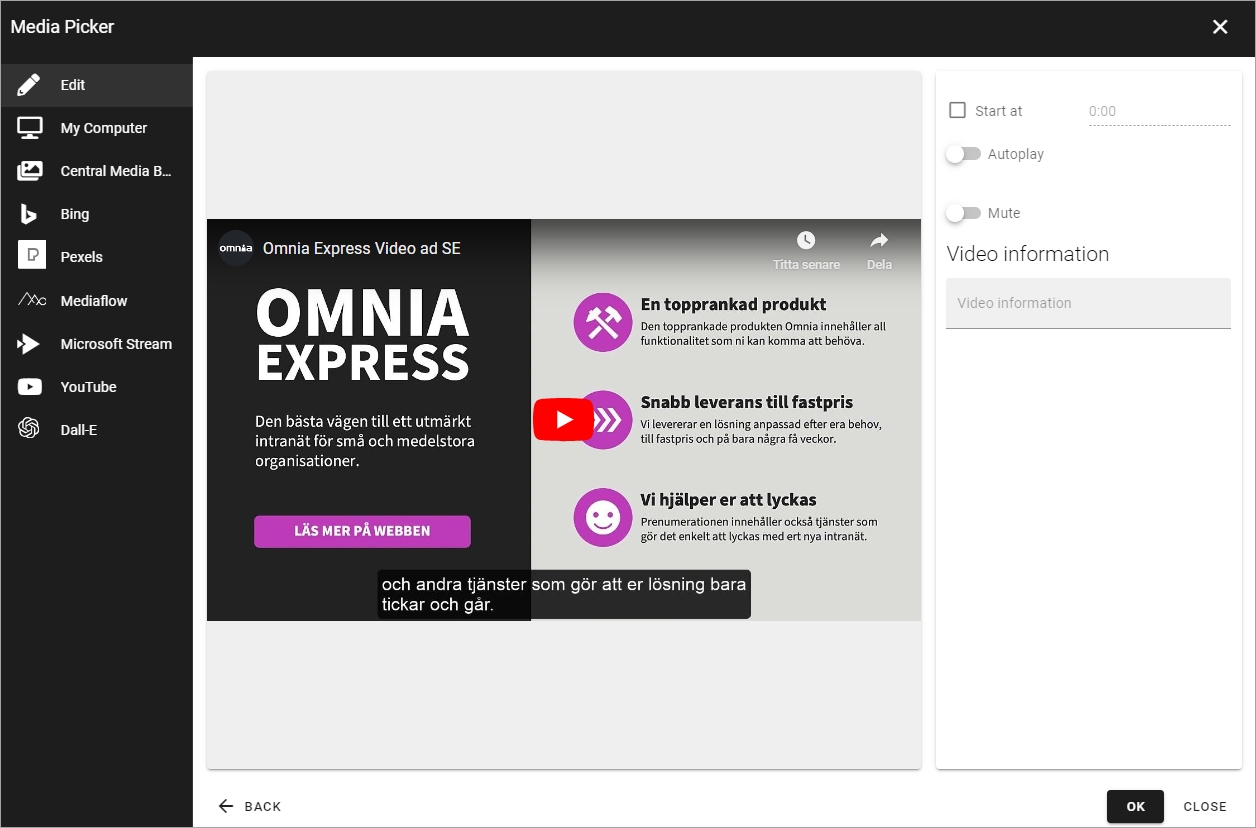 Media Picker
Edit
My Computer
Central Media B...
Bing
Pexels
Mediaflow
Microsoft Stream
YouTube
Dall-E
omnia
Omnia Express Video ad SE
Titta senare
Dela
OMNIA
EXPRESS
Den bästa vägen till ett utmärkt
intranät för små och medelstora
organisationer.
LÄS MER PÅ WEBBEN
En topprankad produkt
Den topprankade produkten Omnia innehåller all
funktionalitet som ni kan komma att behöva.
Snabb leverans till fastpris
Vi levererar en lösning anpassad efter era behov,
till fastpris och på bara några få veckor.
Vi hjälper er att lyckas
Prenumerationen innehåller också tjänster som
gör det enkelt att lyckas med ert nya intranät.
och andra tjänster som gör att er lösning bara
tickar och går.
Start at
0:00
Autoplay
Mute
Video information
Video information
BACK
OK
CLOSE